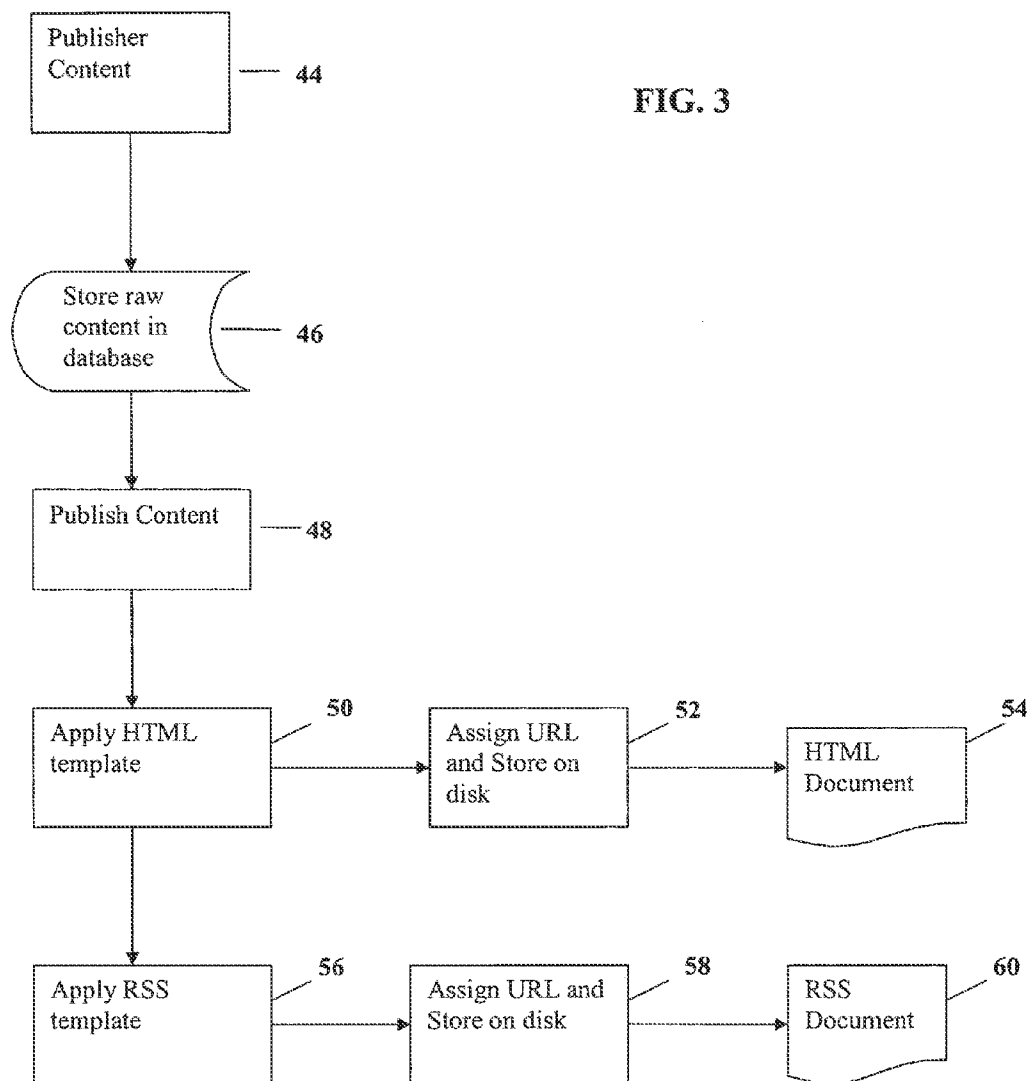 Publisher
Content
44
FIG. 3
Store raw
content in
database
46
Publish Content
48
Apply HTML
template
50
Assign URL
and Store on
disk
52
HTML
Document
54
Apply RSS
template
56
Assign URL and
Store on disk
58
RSS
Document
60